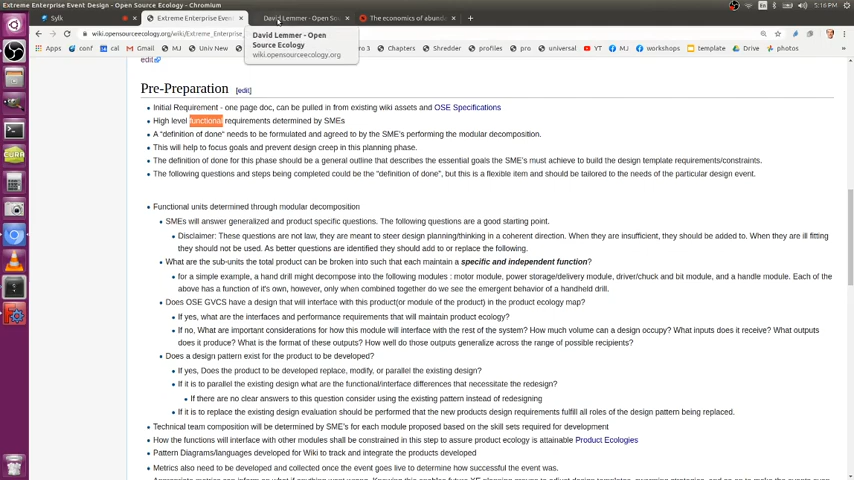 Extreme Enterprise Event Design - Open Source Ecology - Chromium
5:16 PM
Sylk
Extreme Enterprise Event
David Lemmer - Open Sou
The economics of abunda
wiki.opensourceecology.org/wiki/Extreme_Enterprise_
David Lemmer - Open
Source Ecology
wiki.opensourceecology.org
Apps
Cal
Gmail
MJ
Univ New
3 Chapters
XWPs
prod
universal
YT
MJ
workshops
template
Drive
photos
edit
Pre-Preparation [edit]
Initial Requirement - one page doc, can be pulled in from existing wiki assets and OSE Specifications
High level functional requirements determined by SMEs
A "definition of done" needs to be formulated and agreed to by the SME's performing the modular decomposition.
This will help to focus goals and prevent design creep in this planning phase.
The definition of done for this phase should be a general outline that describes the essential goals the SME's must achieve to build the design template requirements/constraints.
The following questions and steps being completed could be the "definition of done", but this is a flexible item and should be tailored to the needs of the particular design event.
Functional units determined through modular decomposition
SMEs will answer generalized and product specific questions. The following questions are a good starting point.
Disclaimer: These questions are not law, they are meant to steer design planning/thinking in a coherent direction. When they are insufficient, they should be added to. When they are ill fitting
they should not be used. As better questions are identified they should add to or replace the following.
What are the sub-units the total product can be broken into such that each maintain a specific and independent function?
for a simple example, a hand drill might decompose into the following modules : motor module, power storage/delivery module, driver/chuck and bit module, and a handle module. Each of the
above has a function of it's own, however, only when combined together do we see the emergent behavior of a handheld drill.
Does OSE GVCS have a design that will interface with this product(or module of the product) in the product ecology map?
If yes, what are the interfaces and performance requirements that will maintain product ecology?
If no, What are important considerations for how this module will interface with the rest of the system? How much volume can a design occupy? What inputs does it receive? What outputs
does it produce? What is the format of these outputs? How well do those outputs generalize across the range of possible recipients?
Does a design pattern exist for the product to be developed?
If yes, Does the product to be developed replace, modify, or parallel the existing design?
If it is to parallel the existing design what are the functional/interface differences that necessitate the redesign?
If there are no clear answers to this question consider using the existing pattern instead of redesigning
If it is to replace the existing design evaluation should be performed that the new products design requirements fulfill all roles of the design pattern being replaced.
Technical team composition will be determined by SME's for each module proposed based on the skill sets required for development
How the functions will interface with other modules shall be constrained in this step to assure product ecology is attainable Product Ecologies
Pattern Diagrams/languages developed for Wiki to track and integrate the products developed
Metrics also need to be developed and collected once the event goes live to determine how successful the event was.